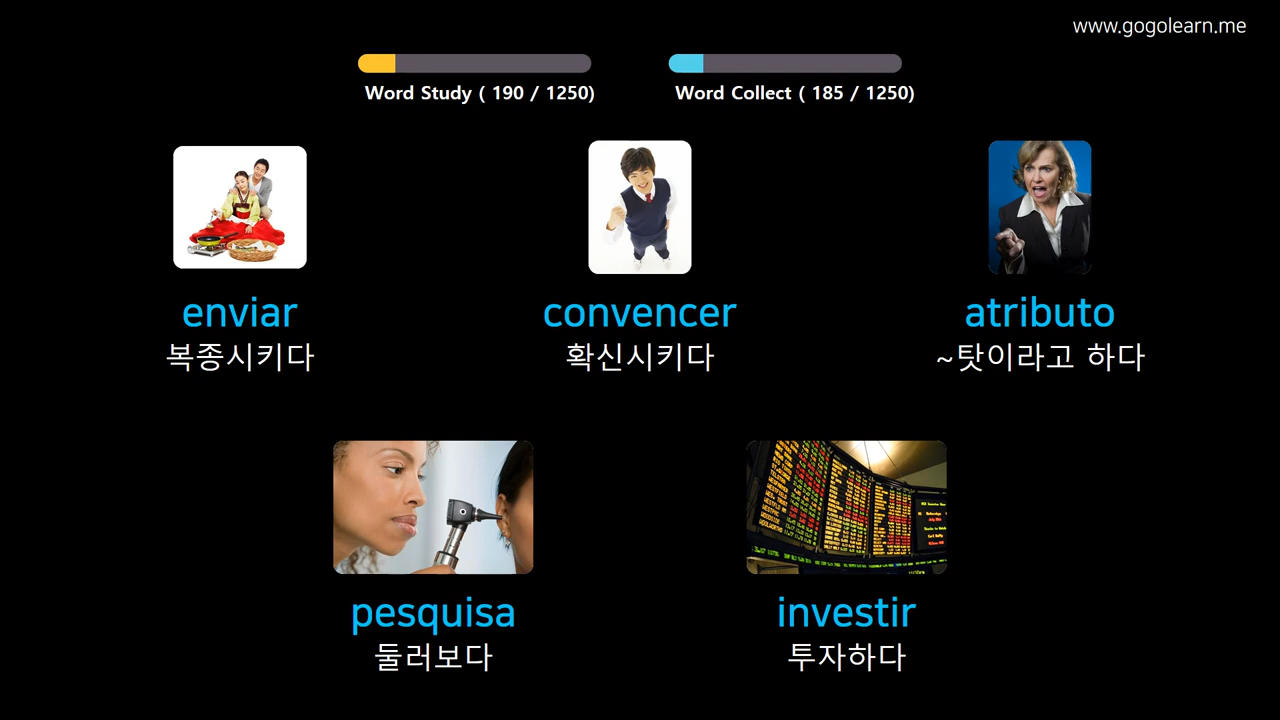 www.gogolearn.me
Word Study ( 190 / 1250)
Word Collect ( 185 / 1250)
enviar
복종시키다
convencer
확신시키다
atributo
~탓이라고 하다
pesquisa
둘러보다
investir
투자하다